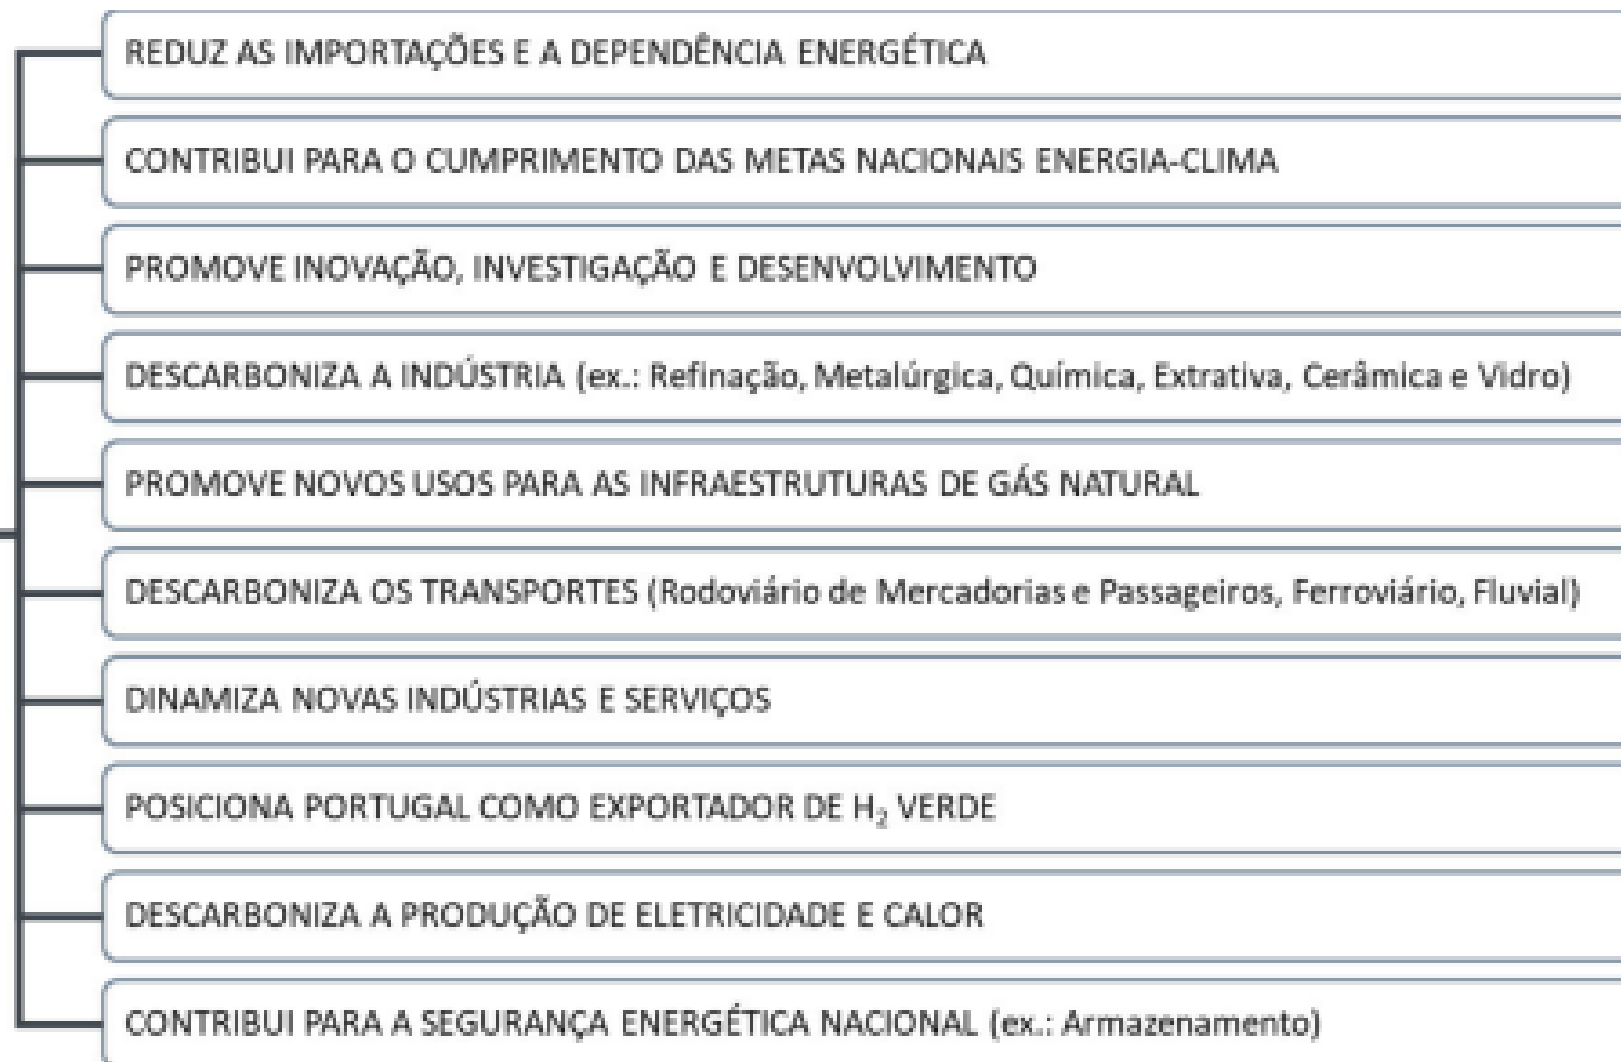 REDUZ AS IMPORTAÇÕES E A DEPENDÊNCIA ENERGÉTICA
CONTRIBUI PARA O CUMPRIMENTO DAS METAS NACIONAIS ENERGIA-CLIMA
PROMOVE INOVAÇÃO, INVESTIGAÇÃO E DESENVOLVIMENTO
DESCARBONIZA A INDÚSTRIA (ex.: Refinação, Metalúrgica, Química, Extrativa, Cerâmica e Vidro)
PROMOVE NOVOS USOS PARA AS INFRAESTRUTURAS DE GÁS NATURAL
DESCARBONIZA OS TRANSPORTES (Rodoviário de Mercadorias e Passageiros, Ferroviário, Fluvial)
DINAMIZA NOVAS INDÚSTRIAS E SERVIÇOS
POSICIONA PORTUGAL COMO EXPORTADOR DE H₂ VERDE
DESCARBONIZA A PRODUÇÃO DE ELETRICIDADE E CALOR
CONTRIBUI PARA A SEGURANÇA ENERGÉTICA NACIONAL (ex.: Armazenamento)